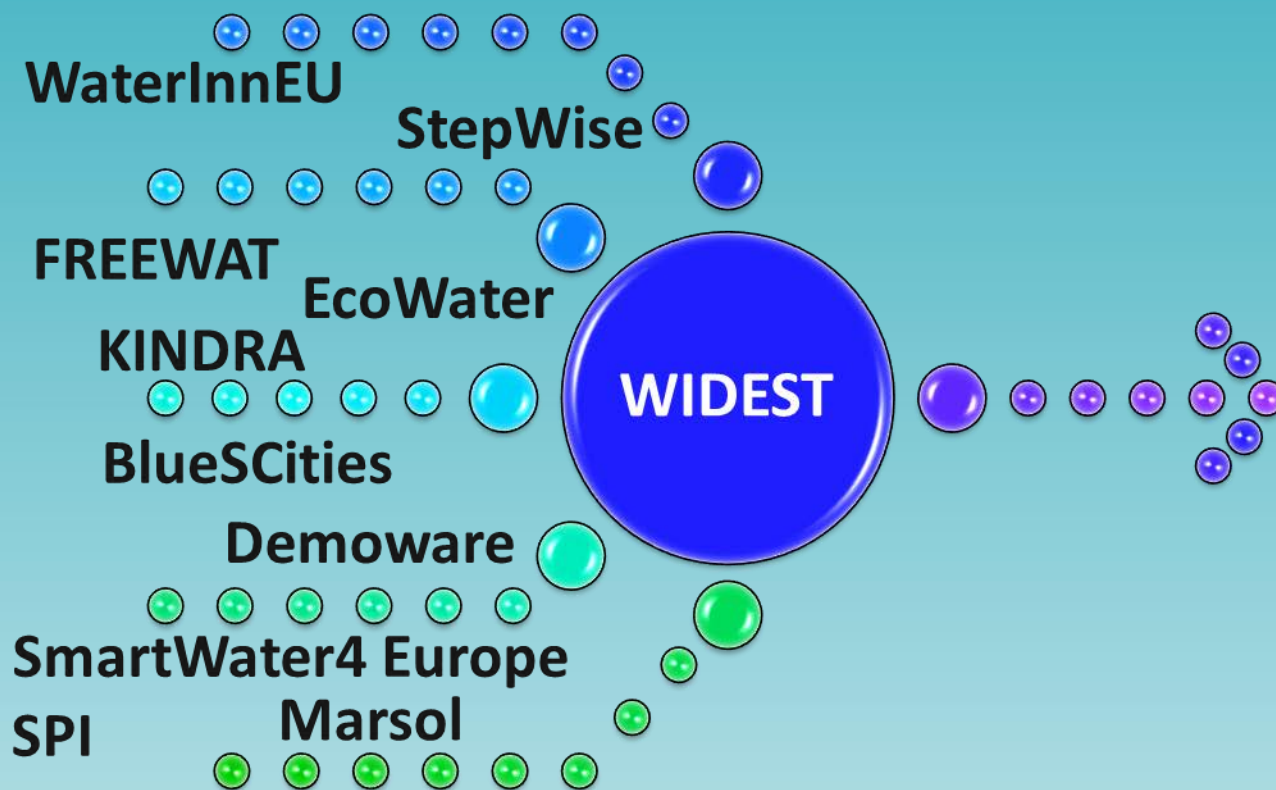 WaterInnEU
StepWise
FREEWAT
EcoWater
KINDRA
WIDEST
BlueSCities
Demoware
SmartWater4 Europe
Marsol
SPI